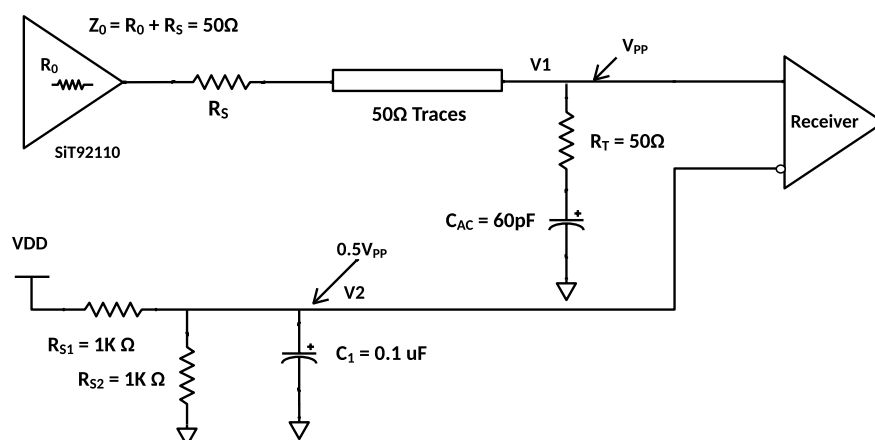 Z0 = R0 + RS = 50Ω
R0
RS
SiT92110
50Ω Traces
V1
VPP
Receiver
RT = 50Ω
CAC = 60pF
+
VDD
0.5VPP
V2
RS1 = 1K Ω
RS2 = 1K Ω
+
C1 = 0.1 uF